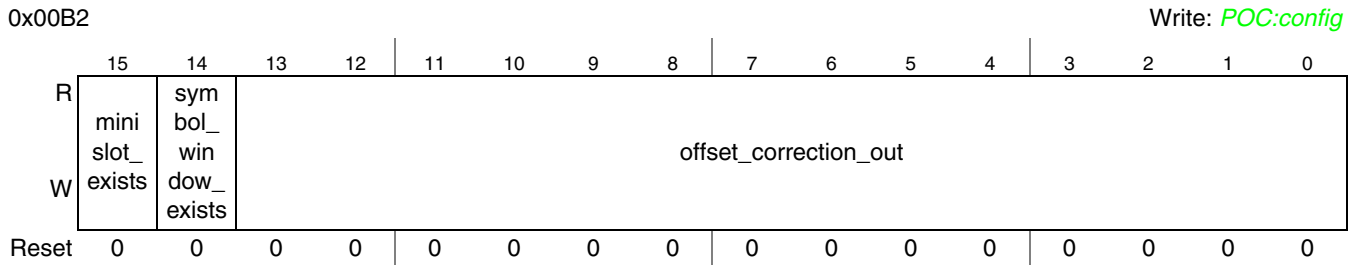 0x00B2 Write: POC:config
15 14 13 12 11 10 9 8 7 6 5 4 3 2 1 0
R
W
mini
slot_
exists
sym
bol_
win
dow_
exists
offset_correction_out
Reset 0 0 0 0 0 0 0 0 0 0 0 0 0 0 0 0